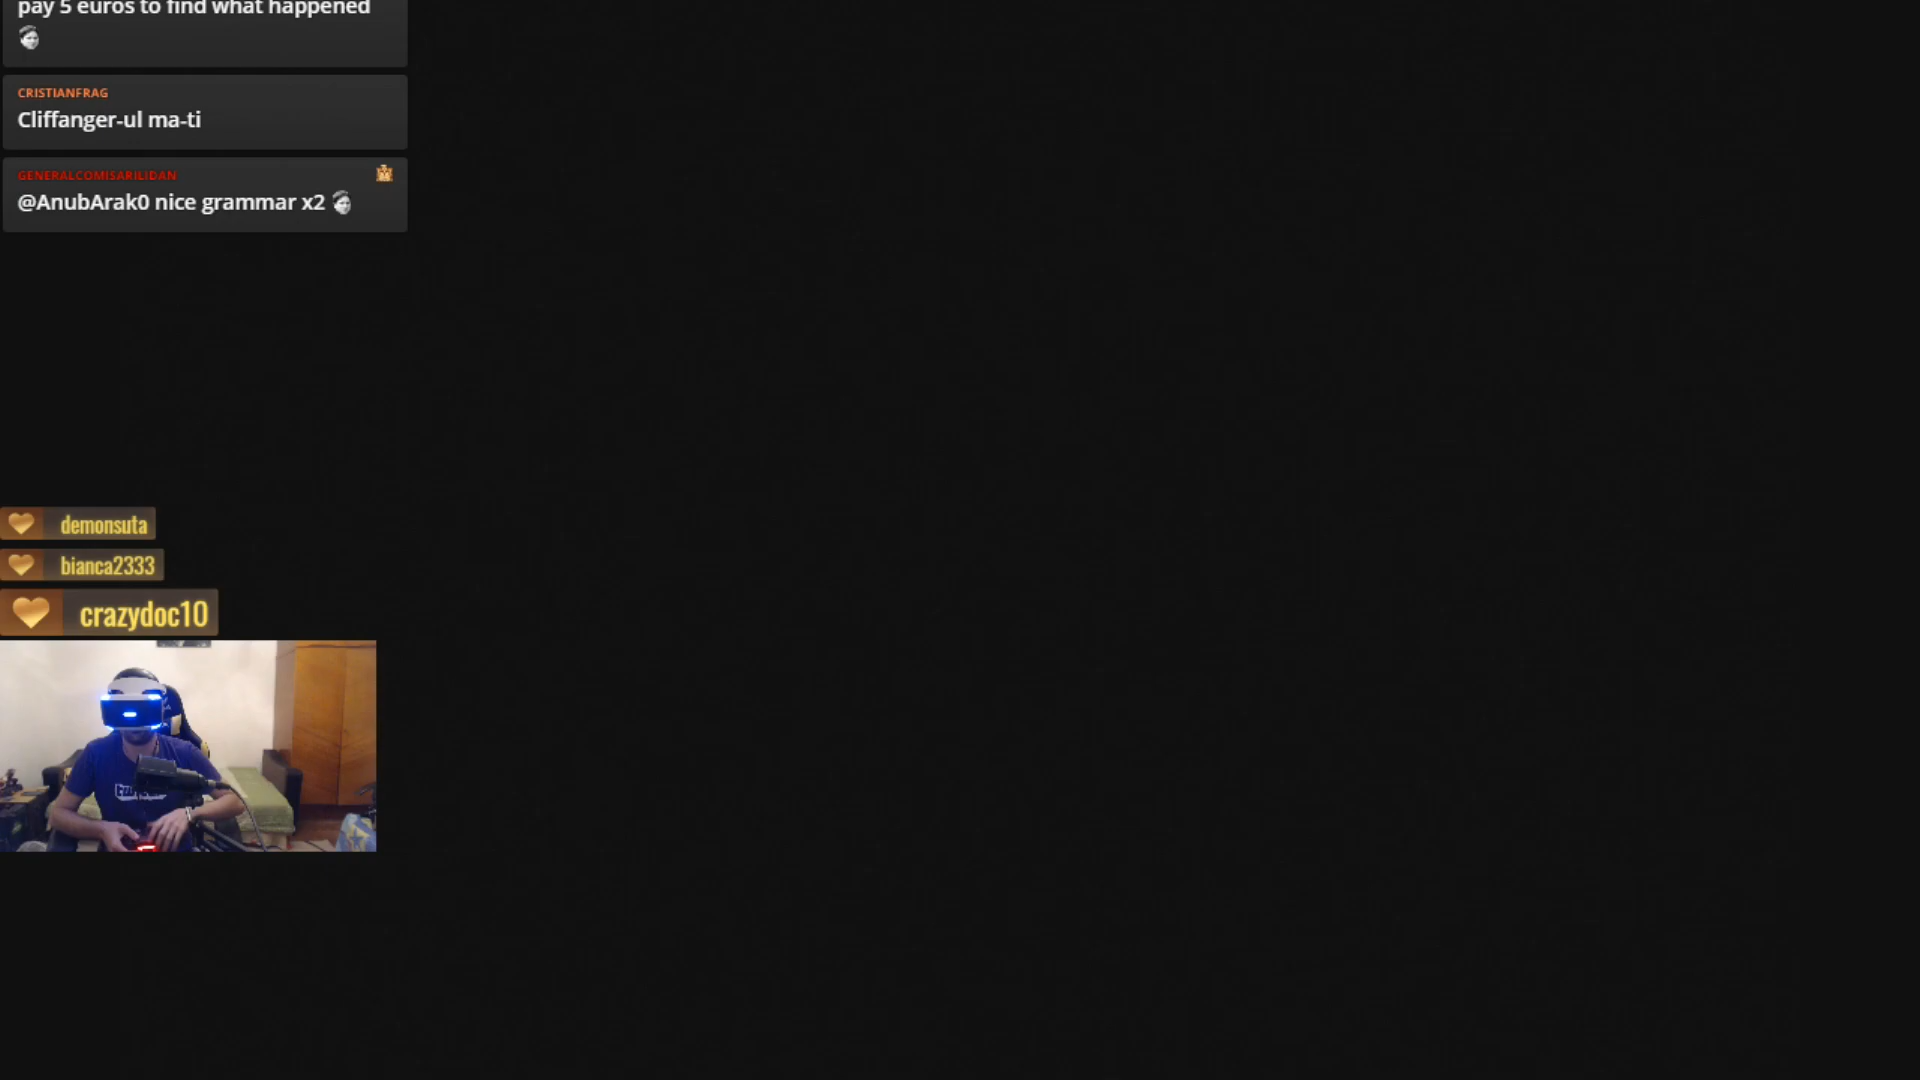 pay 5 euros to find what happened
CRISTIANFRAG
Cliffanger-ul ma-ti
GENERALCOMISARILIDAN
@AnubArak0 nice grammar x2
demonsuta
bianca2333
crazydoc10